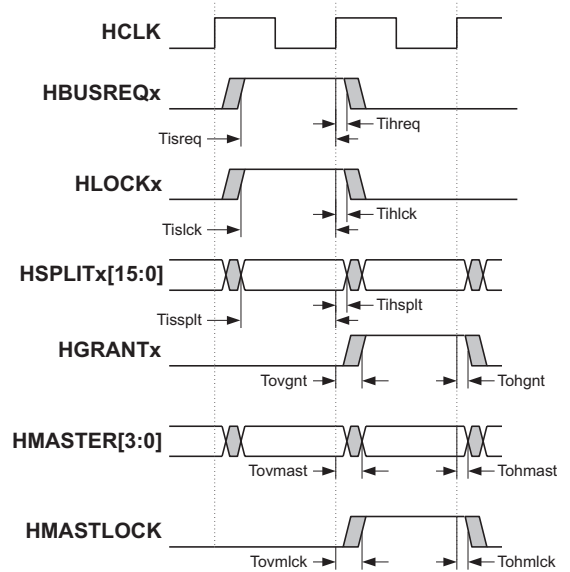 HCLK
HBUSREQx
Tihreq
Tisreq
HLOCKx
Tihlck
Tislck
HSPLITx[15:0]
Tihsplt
Tissplt
HGRANTx
Tovgnt
Tohgnt
HMASTER[3:0]
Tovmast
Tohmast
HMASTLOCK
Tovmlck
Tohmlck